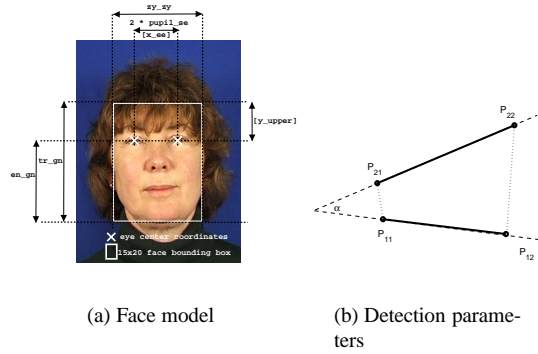 zy_zy
2 * pupil_se
[x_ee]
[y_upper]
tr_gn
en_gn
eye center coordinates
15x20 face bounding box
P22
P21
α
P11
P12
(a) Face model
(b) Detection parame-
ters